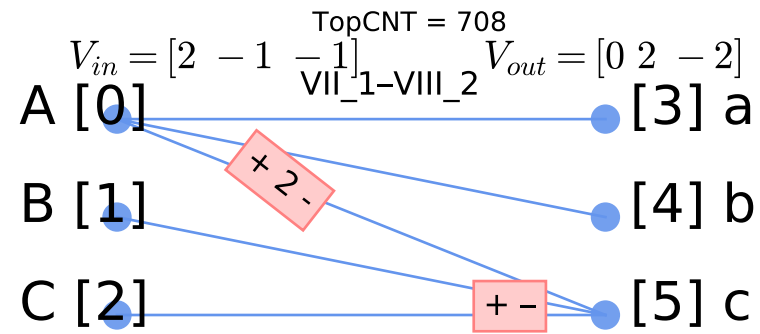 TopCNT = 708
V_in = [2 −1 −1] V_out = [0 2 −2]
VII_1–VIII_2
A [0] [3] a
+ 2 -
B [1] [4] b
C [2] + – [5] c